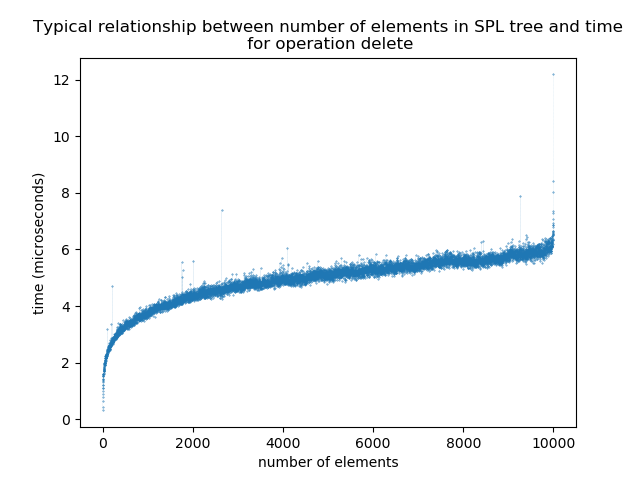 Typical relationship between number of elements in SPL tree and time
for operation delete
time (microseconds)
12
10
8
6
4
2
0
0 2000 4000 6000 8000 10000
number of elements